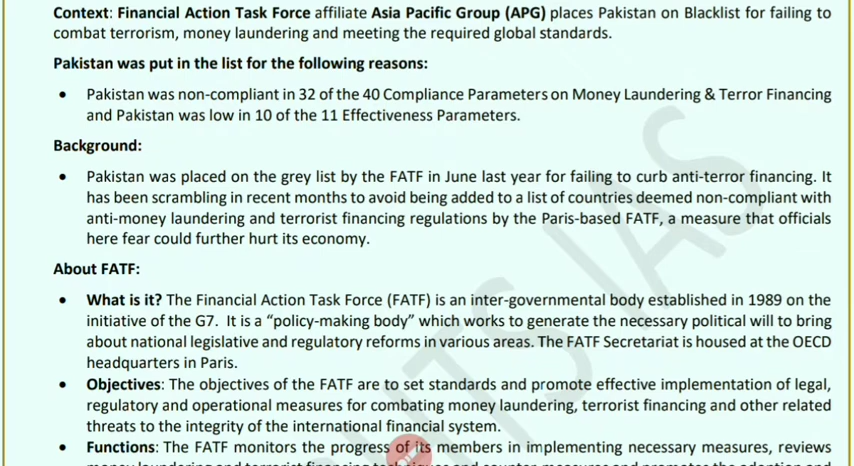 Context: Financial Action Task Force affiliate Asia Pacific Group (APG) places Pakistan on Blacklist for failing to
combat terrorism, money laundering and meeting the required global standards.
Pakistan was put in the list for the following reasons:
• Pakistan was non-compliant in 32 of the 40 Compliance Parameters on Money Laundering & Terror Financing
and Pakistan was low in 10 of the 11 Effectiveness Parameters.
Background:
• Pakistan was placed on the grey list by the FATF in June last year for failing to curb anti-terror financing. It
has been scrambling in recent months to avoid being added to a list of countries deemed non-compliant with
anti-money laundering and terrorist financing regulations by the Paris-based FATF, a measure that officials
here fear could further hurt its economy.
About FATF:
• What is it? The Financial Action Task Force (FATF) is an inter-governmental body established in 1989 on the
initiative of the G7. It is a “policy-making body” which works to generate the necessary political will to bring
about national legislative and regulatory reforms in various areas. The FATF Secretariat is housed at the OECD
headquarters in Paris.
• Objectives: The objectives of the FATF are to set standards and promote effective implementation of legal,
regulatory and operational measures for combating money laundering, terrorist financing and other related
threats to the integrity of the international financial system.
• Functions: The FATF monitors the progress of its members in implementing necessary measures, reviews